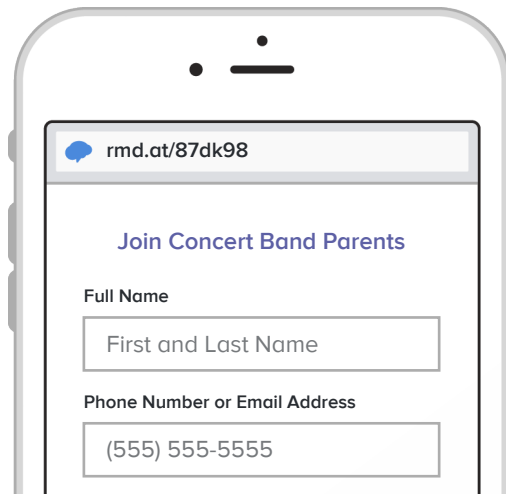 rmd.at/87dk98
Join Concert Band Parents
Full Name
First and Last Name
Phone Number or Email Address
(555) 555-5555